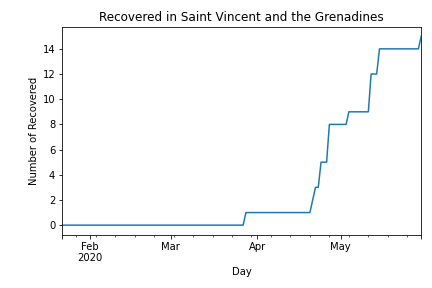 Recovered in Saint Vincent and the Grenadines
Number of Recovered
14
12
10
8
6
4
2
0
Feb
2020
Mar
Apr
May
Day